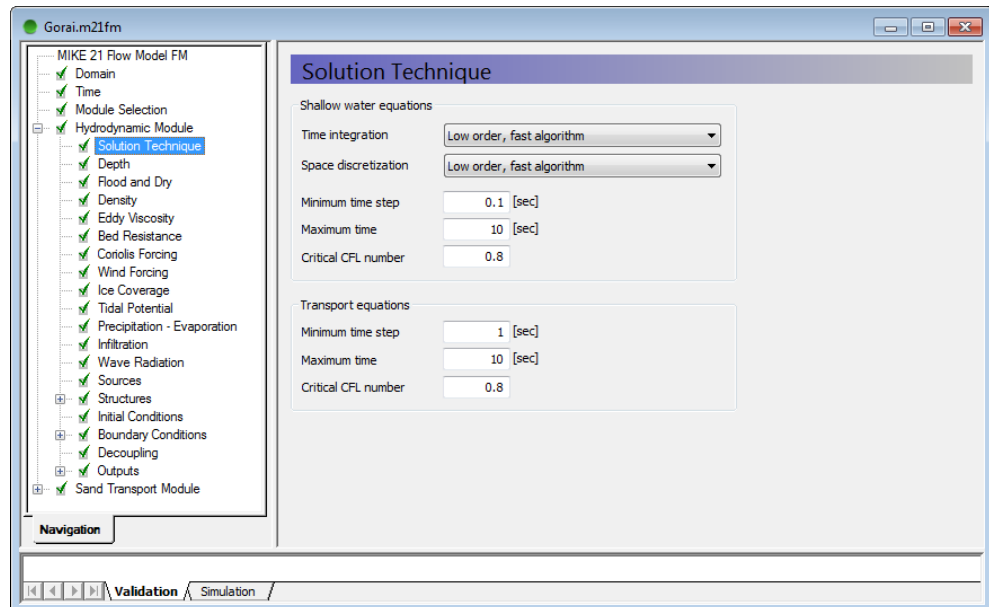 Gorai.m21fm
MIKE 21 Flow Model FM
Domain
Time
Module Selection
Hydrodynamic Module
Solution Technique
Depth
Flood and Dry
Density
Eddy Viscosity
Bed Resistance
Coriolis Forcing
Wind Forcing
Ice Coverage
Tidal Potential
Precipitation - Evaporation
Infiltration
Wave Radiation
Sources
Structures
Initial Conditions
Boundary Conditions
Decoupling
Outputs
Sand Transport Module
Navigation
Solution Technique
Shallow water equations
Time integration Low order, fast algorithm
Space discretization Low order, fast algorithm
Minimum time step 0.1 [sec]
Maximum time 10 [sec]
Critical CFL number 0.8
Transport equations
Minimum time step 1 [sec]
Maximum time 10 [sec]
Critical CFL number 0.8
Validation Simulation